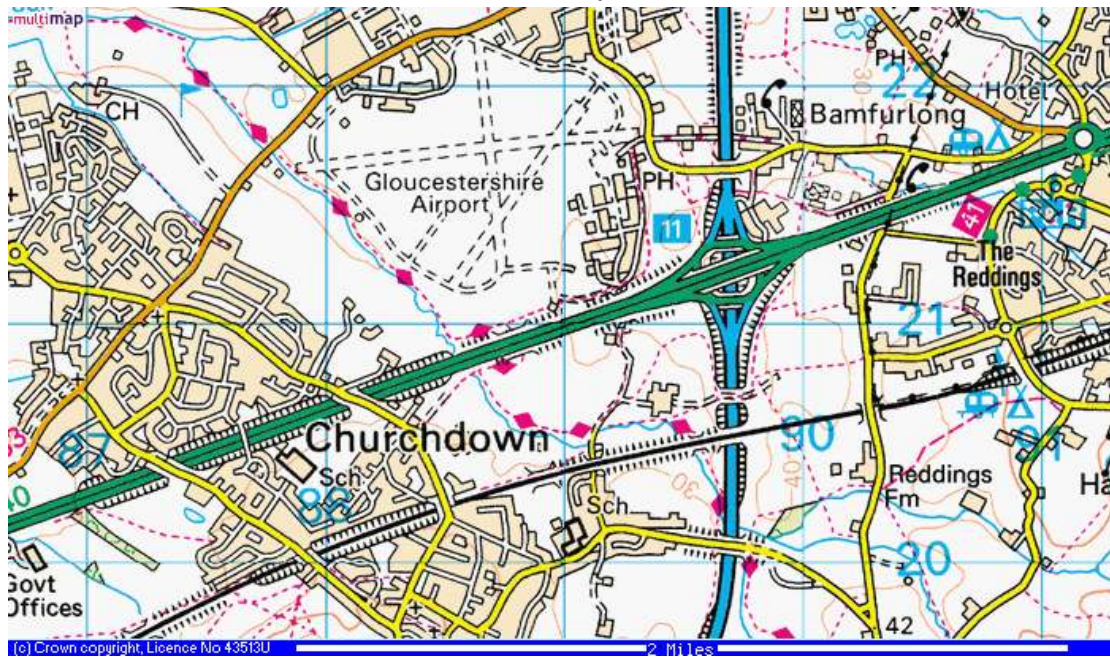 multimap
PH
22
Hotel
CH
Bamfurlong
Gloucestershire
Airport
PH
11
41
The
Reddings
21
87
Churchdown
Sch
88
90
Reddings
Fm
Sch
20
Govt
Offices
42
(c) Crown copyright, Licence No 43513U
2 Miles